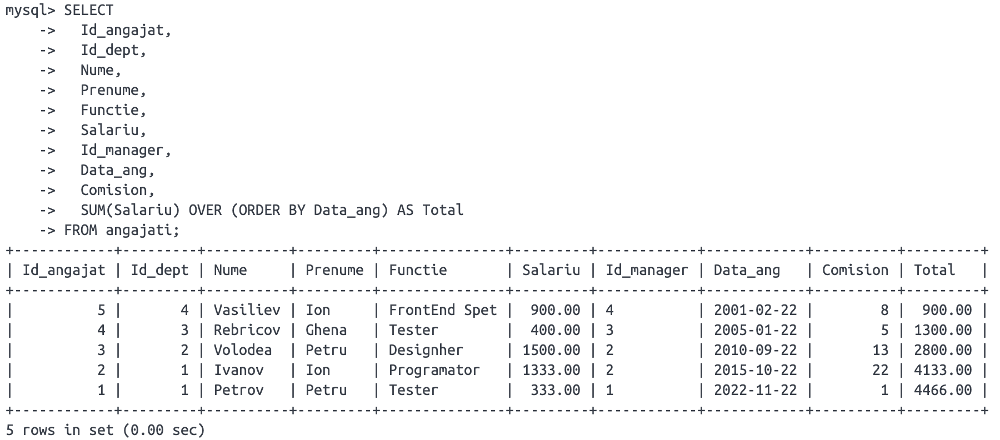 mysql> SELECT
    ->   Id_angajat,
    ->   Id_dept,
    ->   Nume,
    ->   Prenume,
    ->   Functie,
    ->   Salariu,
    ->   Id_manager,
    ->   Data_ang,
    ->   Comision,
    ->   SUM(Salariu) OVER (ORDER BY Data_ang) AS Total
    -> FROM angajati;
+------------+---------+----------+---------+---------------+---------+------------+------------+----------+---------+
| Id_angajat | Id_dept | Nume     | Prenume | Functie       | Salariu | Id_manager | Data_ang   | Comision | Total   |
+------------+---------+----------+---------+---------------+---------+------------+------------+----------+---------+
|          5 |       4 | Vasiliev | Ion     | FrontEnd Spet |  900.00 | 4          | 2001-02-22 |        8 |  900.00 |
|          4 |       3 | Rebricov | Ghena   | Tester        |  400.00 | 3          | 2005-01-22 |        5 | 1300.00 |
|          3 |       2 | Volodea  | Petru   | Designher     | 1500.00 | 2          | 2010-09-22 |       13 | 2800.00 |
|          2 |       1 | Ivanov   | Ion     | Programator   | 1333.00 | 2          | 2015-10-22 |       22 | 4133.00 |
|          1 |       1 | Petrov   | Petru   | Tester        |  333.00 | 1          | 2022-11-22 |        1 | 4466.00 |
+------------+---------+----------+---------+---------------+---------+------------+------------+----------+---------+
5 rows in set (0.00 sec)